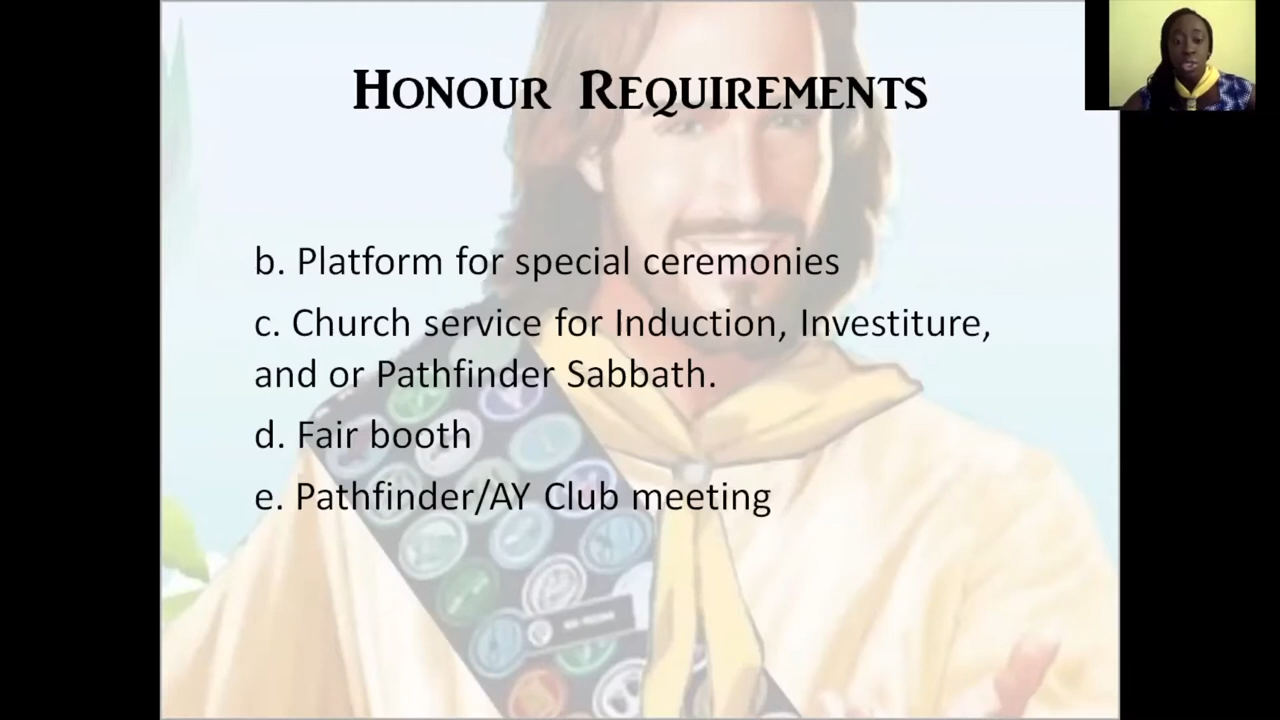 HONOUR REQUIREMENTS
b. Platform for special ceremonies
c. Church service for Induction, Investiture,
and or Pathfinder Sabbath.
d. Fair booth
e. Pathfinder/AY Club meeting